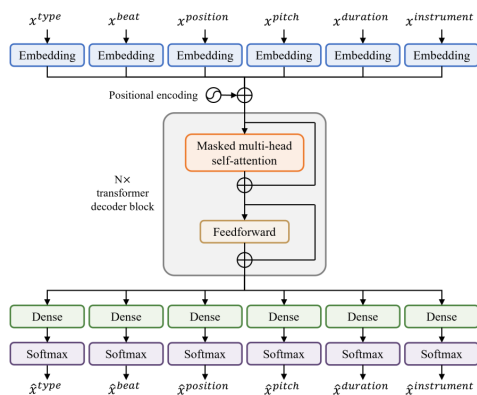 x^type x^beat x^position x^pitch x^duration x^instrument
Embedding Embedding Embedding Embedding Embedding Embedding
Positional encoding
Masked multi-head
self-attention
N×
transformer
decoder block
Feedforward
Dense Dense Dense Dense Dense Dense
Softmax Softmax Softmax Softmax Softmax Softmax
x̂^type x̂^beat x̂^position x̂^pitch x̂^duration x̂^instrument